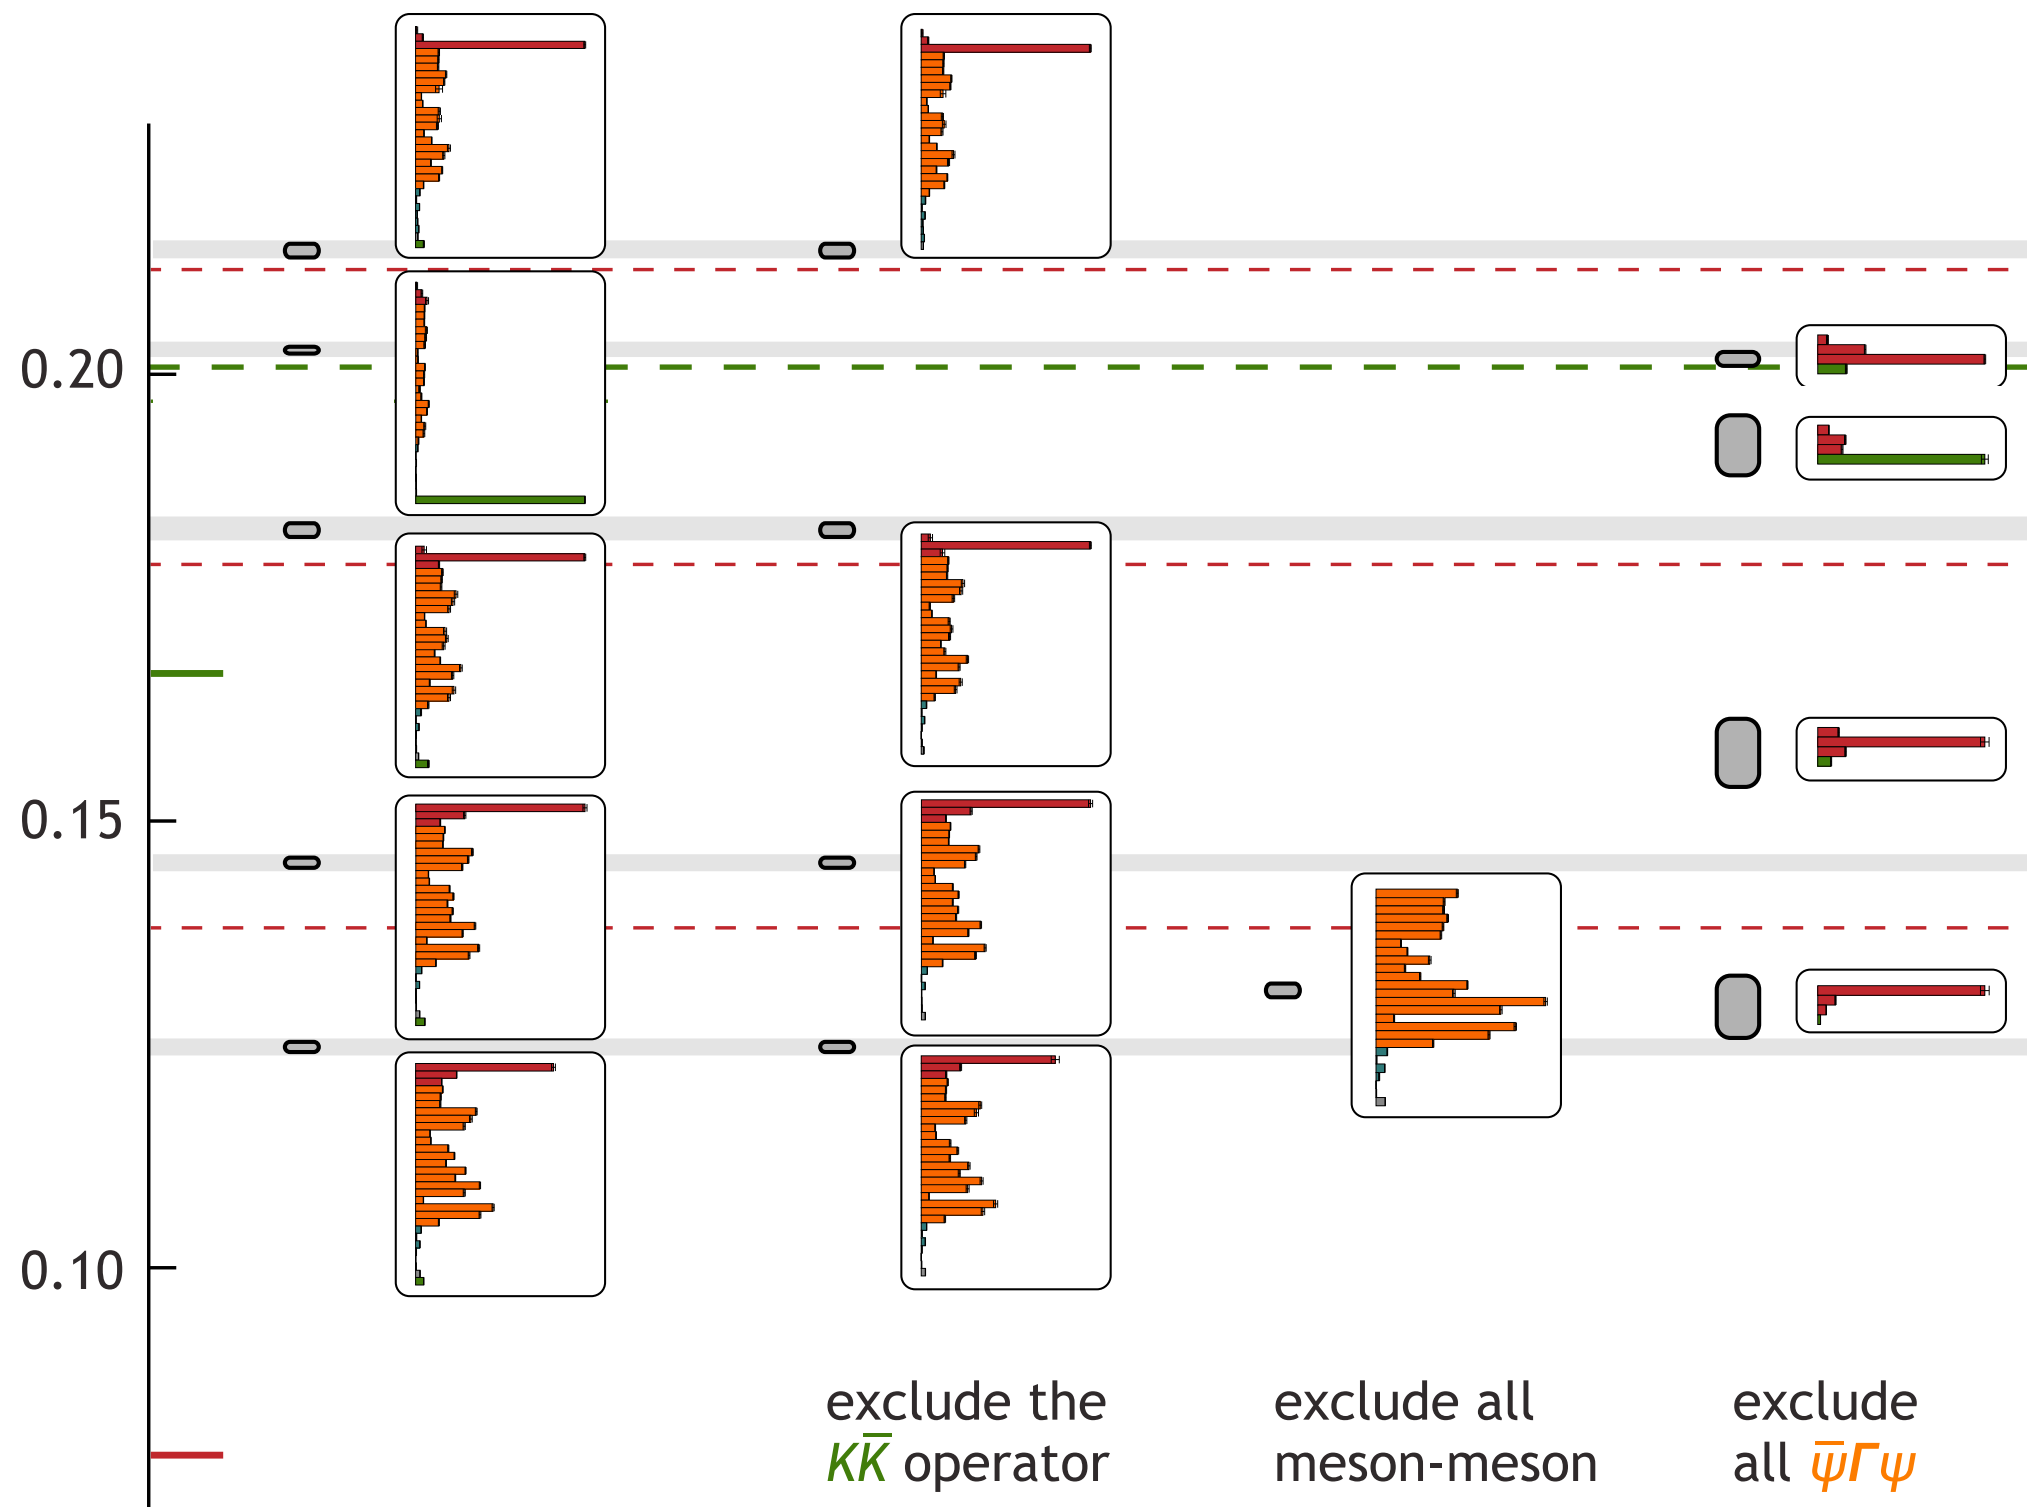 0.20
0.15
0.10
exclude the
KK̅ operator
exclude all
meson-meson
exclude
all ψ̅Γψ